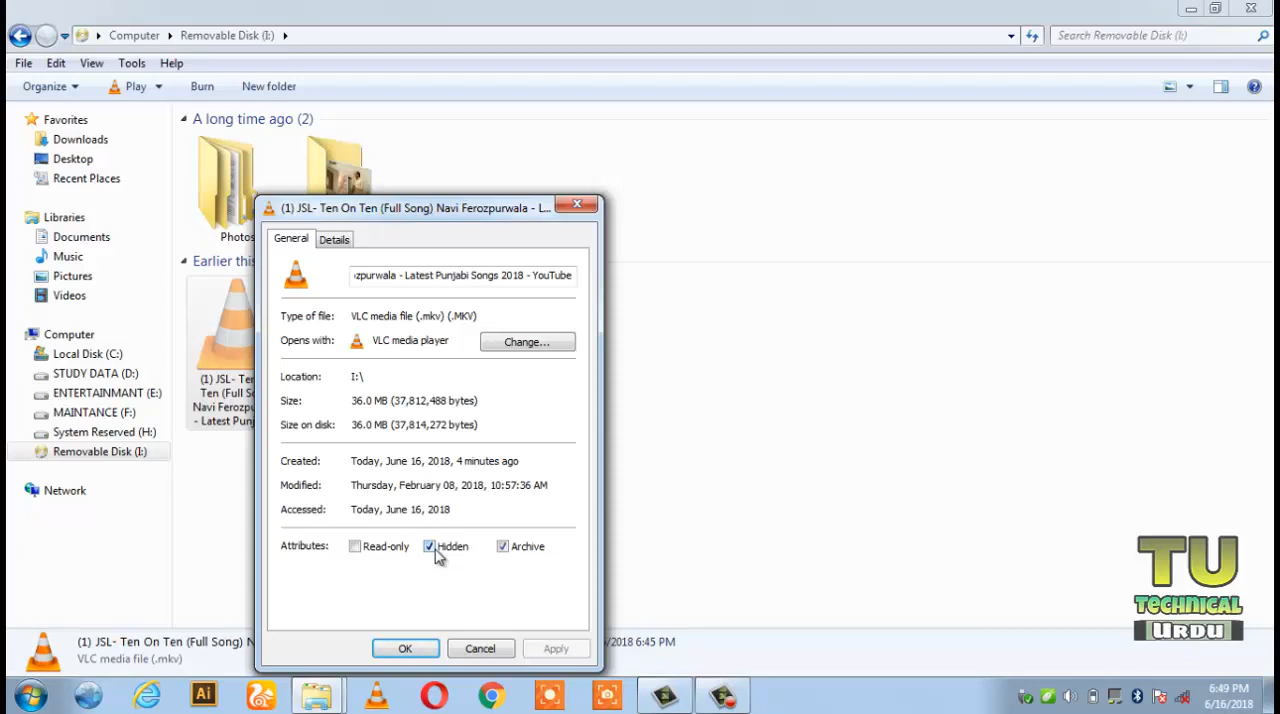 Computer
Removable Disk (I:)
Search Removable Disk (I:)
File Edit View Tools Help
Organize Play Burn New folder
Favorites
Downloads
Desktop
Recent Places
Libraries
Documents
Music
Pictures
Videos
Computer
Local Disk (C:)
STUDY DATA (D:)
ENTERTAINMANT (E:)
MAINTANCE (F:)
System Reserved (H:)
Removable Disk (I:)
Network
A long time ago (2)
Photos
Earlier this
(1) JSL- Ten
Ten (Full Song)
Navi Ferozpu
- Latest Punjabi
(1) JSL- Ten On Ten (Full Song) Navi Ferozpurwala - L...
General Details
zpurwala - Latest Punjabi Songs 2018 - YouTube
Type of file: VLC media file (.mkv) (.MKV)
Opens with: VLC media player Change...
Location: I:\
Size: 36.0 MB (37,812,488 bytes)
Size on disk: 36.0 MB (37,814,272 bytes)
Created: Today, June 16, 2018, 4 minutes ago
Modified: Thursday, February 08, 2018, 10:57:36 AM
Accessed: Today, June 16, 2018
Attributes: Read-only Hidden Archive
OK Cancel Apply
(1) JSL- Ten On Ten (Full Song)
/2018 6:45 PM
VLC media file (.mkv)
TU
TECHNICAL
URDU
Ai
6:49 PM
6/16/2018